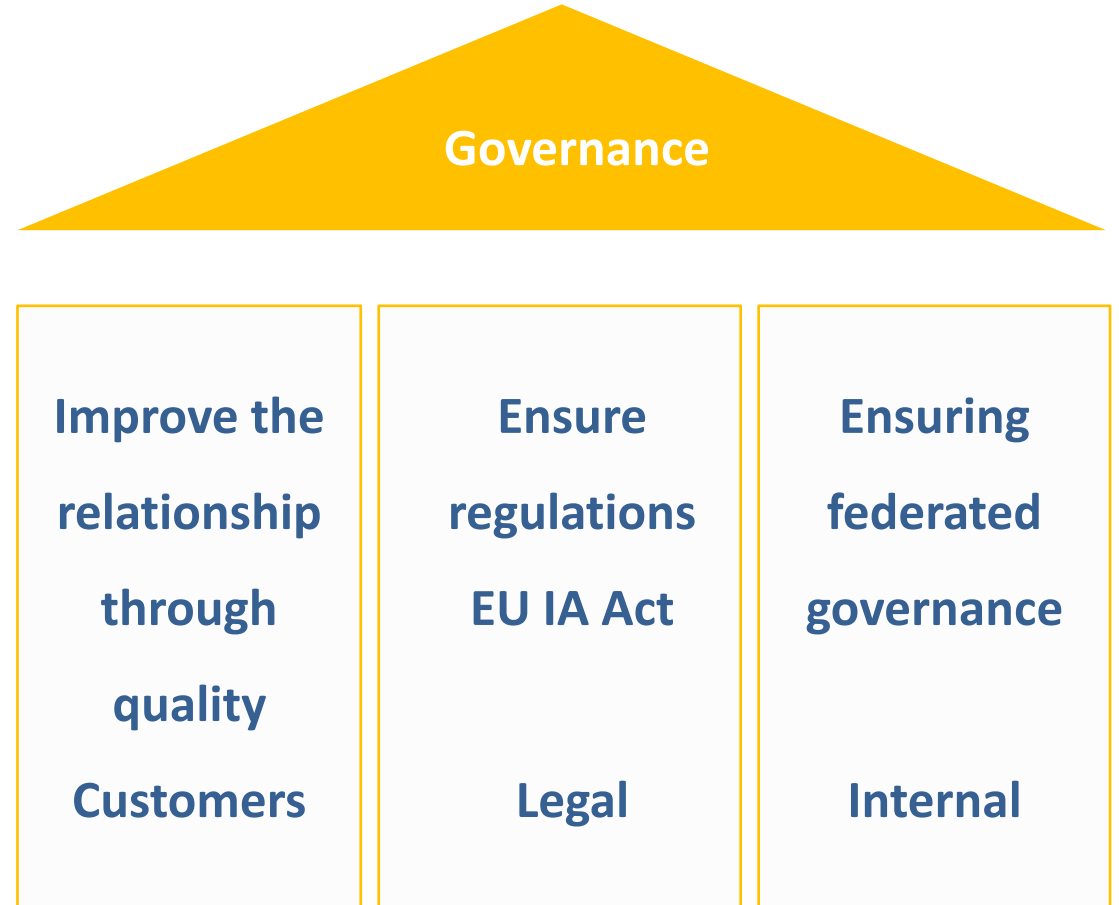 Governance
Improve the
relationship
through
quality
Customers
Ensure
regulations
EU IA Act
Legal
Ensuring
federated
governance
Internal